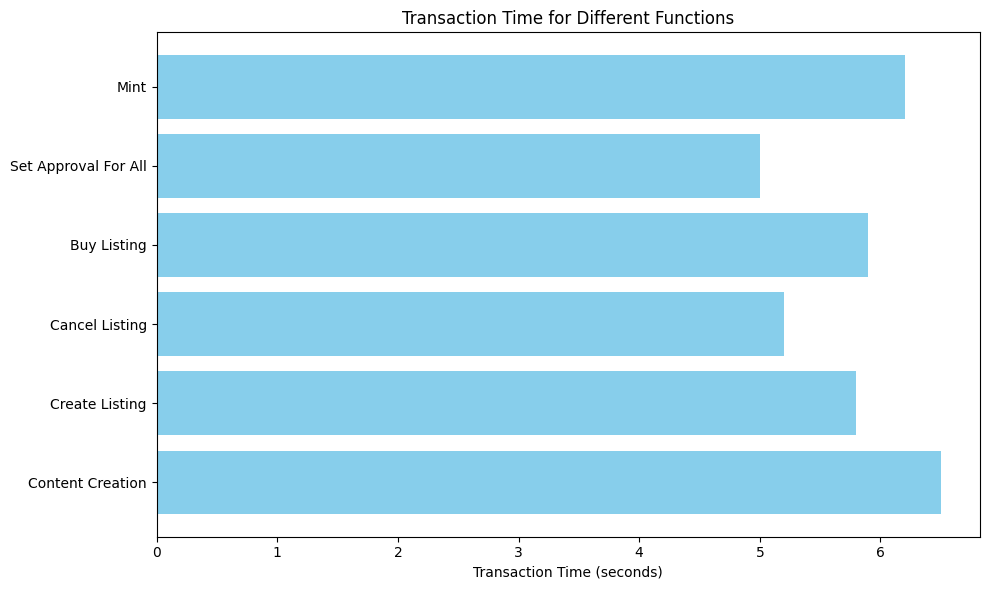 Transaction Time for Different Functions
Mint
Set Approval For All
Buy Listing
Cancel Listing
Create Listing
Content Creation
0 1 2 3 4 5 6
Transaction Time (seconds)